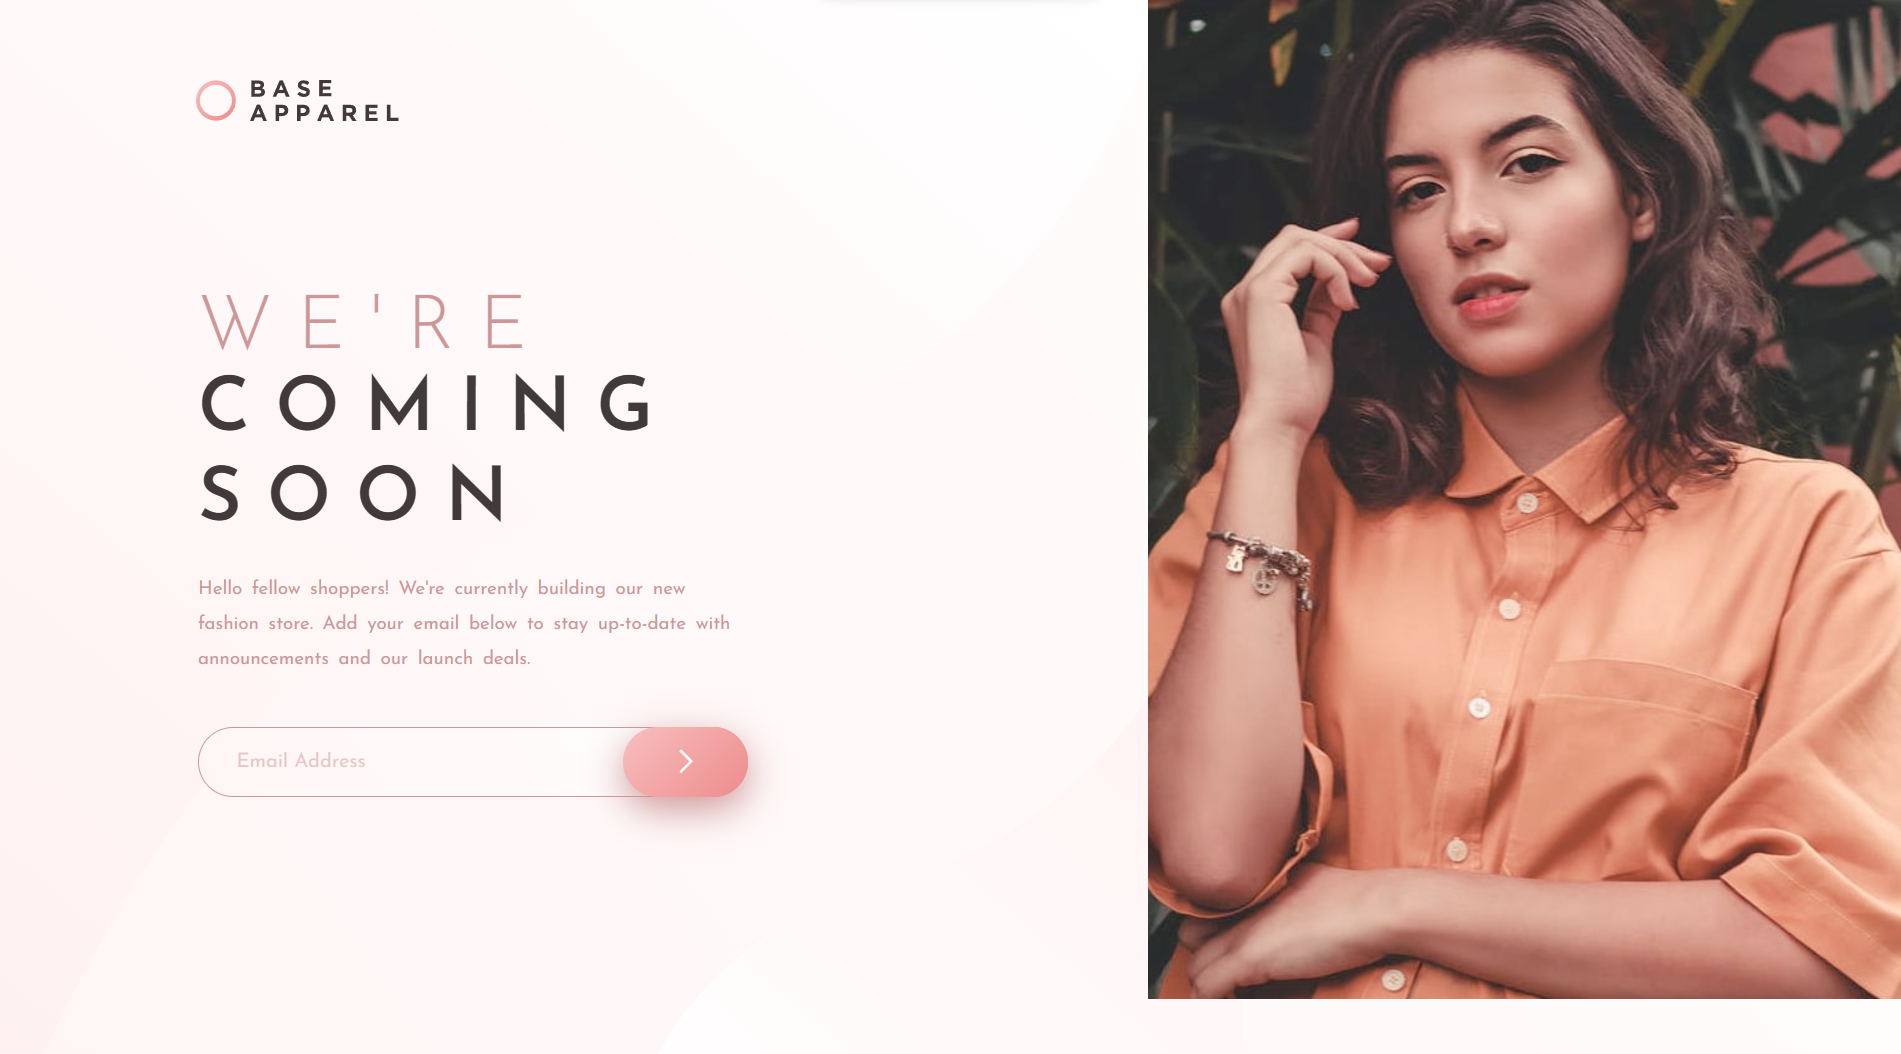 BASE
APPAREL
WE'RE
COMING
SOON
Hello fellow shoppers! We're currently building our new
fashion store. Add your email below to stay up-to-date with
announcements and our launch deals.
Email Address